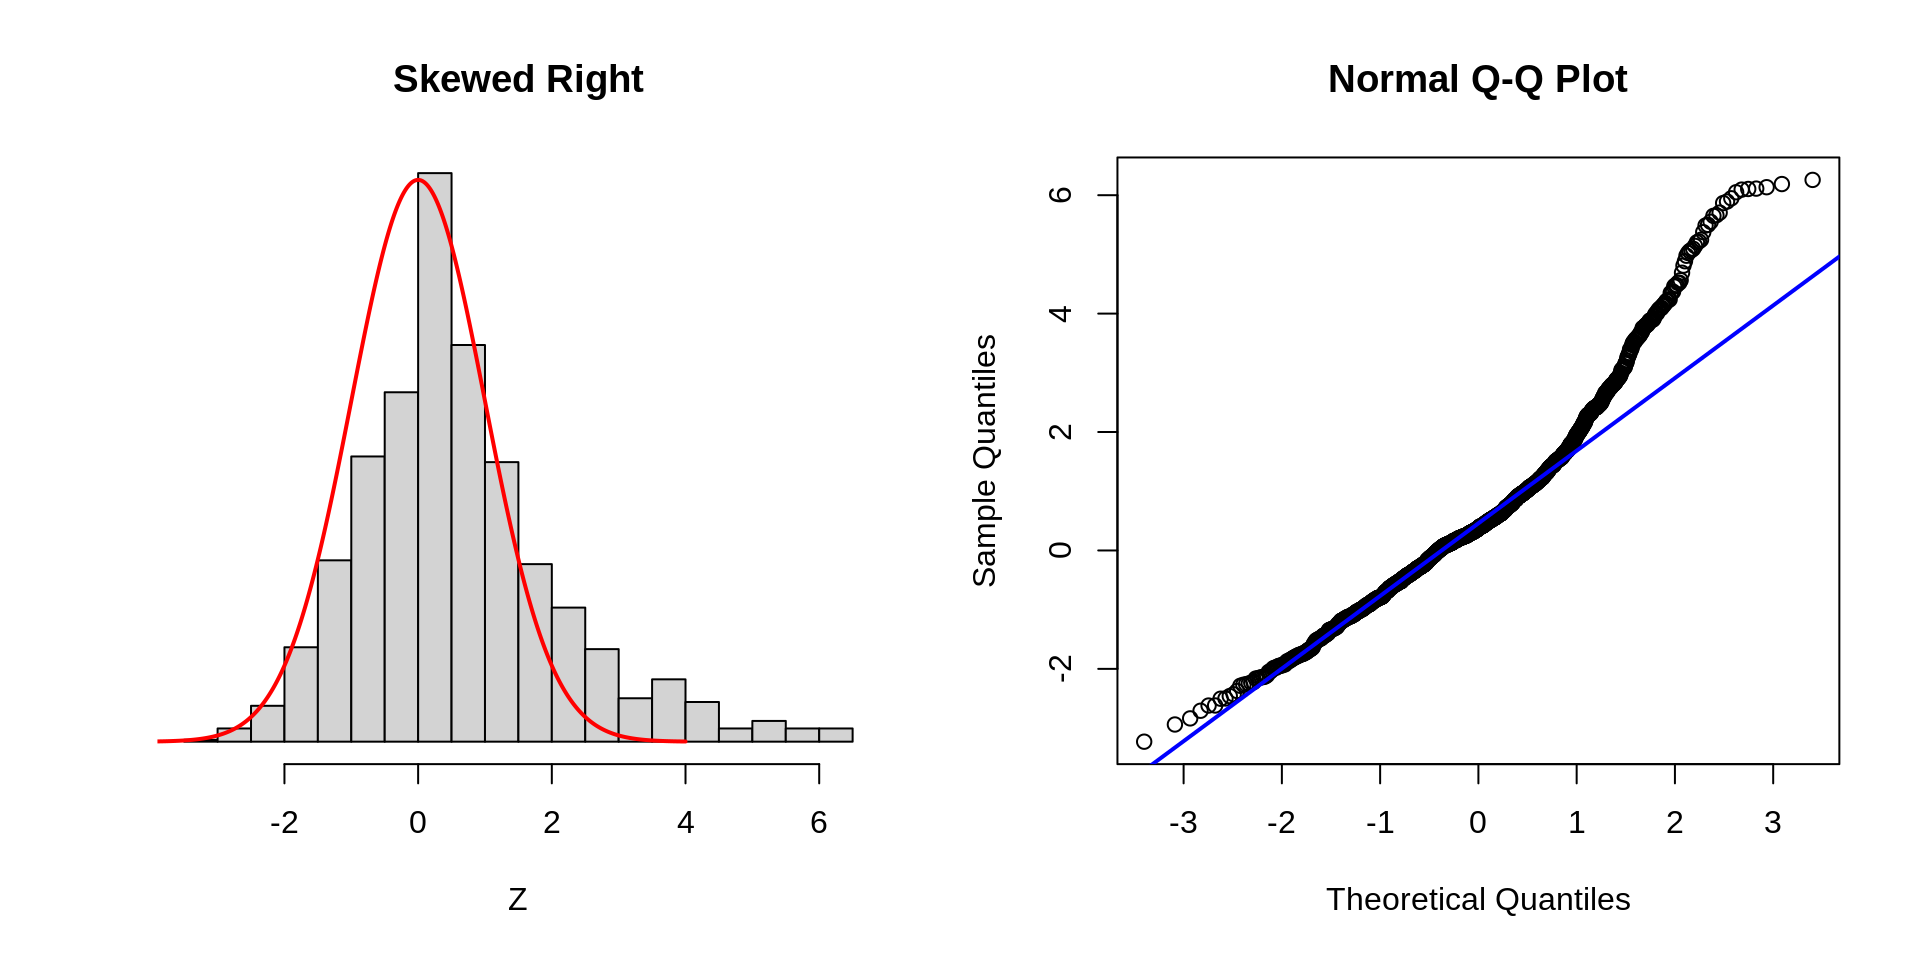 Skewed Right
-2 0 2 4 6
Z
Normal Q-Q Plot
Sample Quantiles
6
4
2
0
-2
-3 -2 -1 0 1 2 3
Theoretical Quantiles